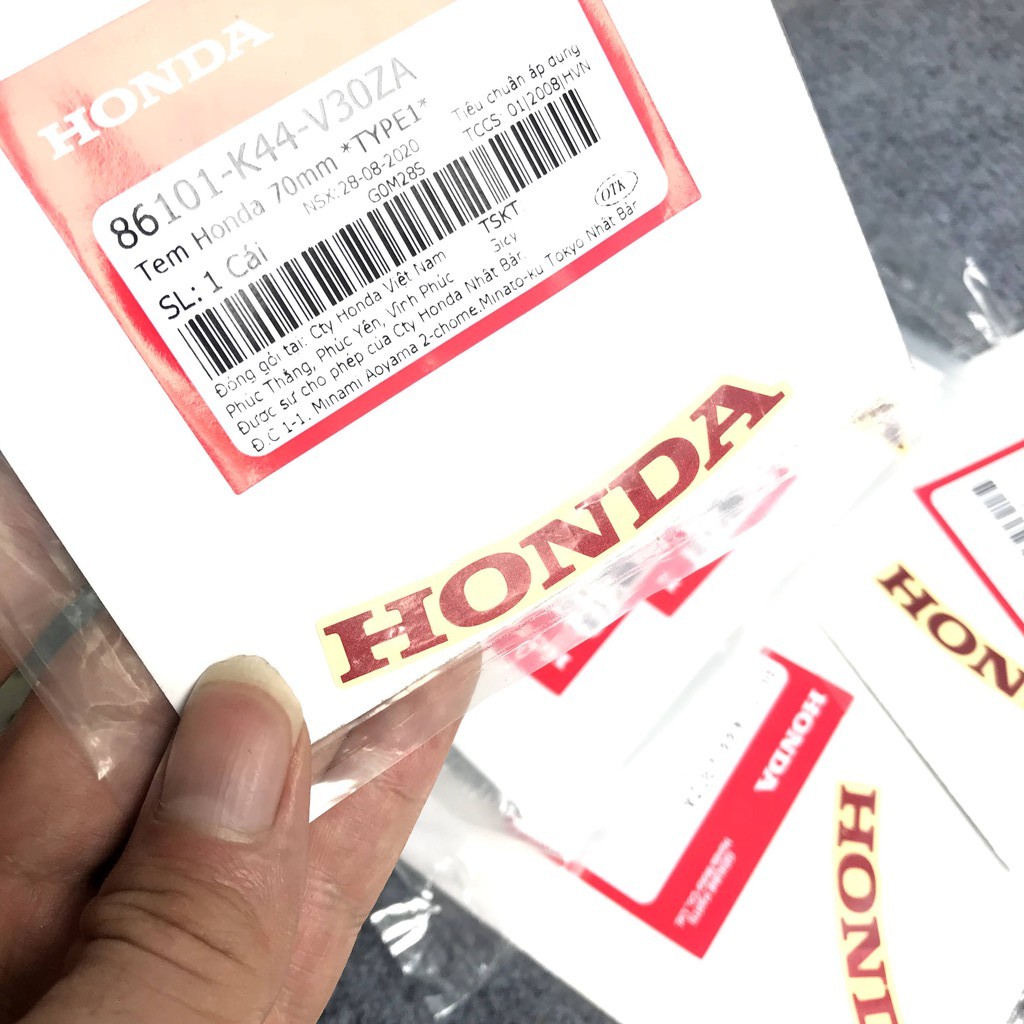 HONDA
86101-K44-V30ZA
Tem Honda 70mm *TYPE1*
SL: 1 Cái
NSX: 28-08-2020
G0M28S
Tiêu chuẩn áp dụng
TCCS: 01|2008|HVN
TSKT
OTK
Đóng gói tại: Cty Honda Việt Nam
Phúc Thắng, Phúc Yên, Vĩnh Phúc
Được sự cho phép của Cty Honda Nhật Bản.
Đ.C 1-1. Minami Aoyama 2-chome.Minato-ku Tokyo Nhật Bản
HONDA
HON
HONDA
HOND